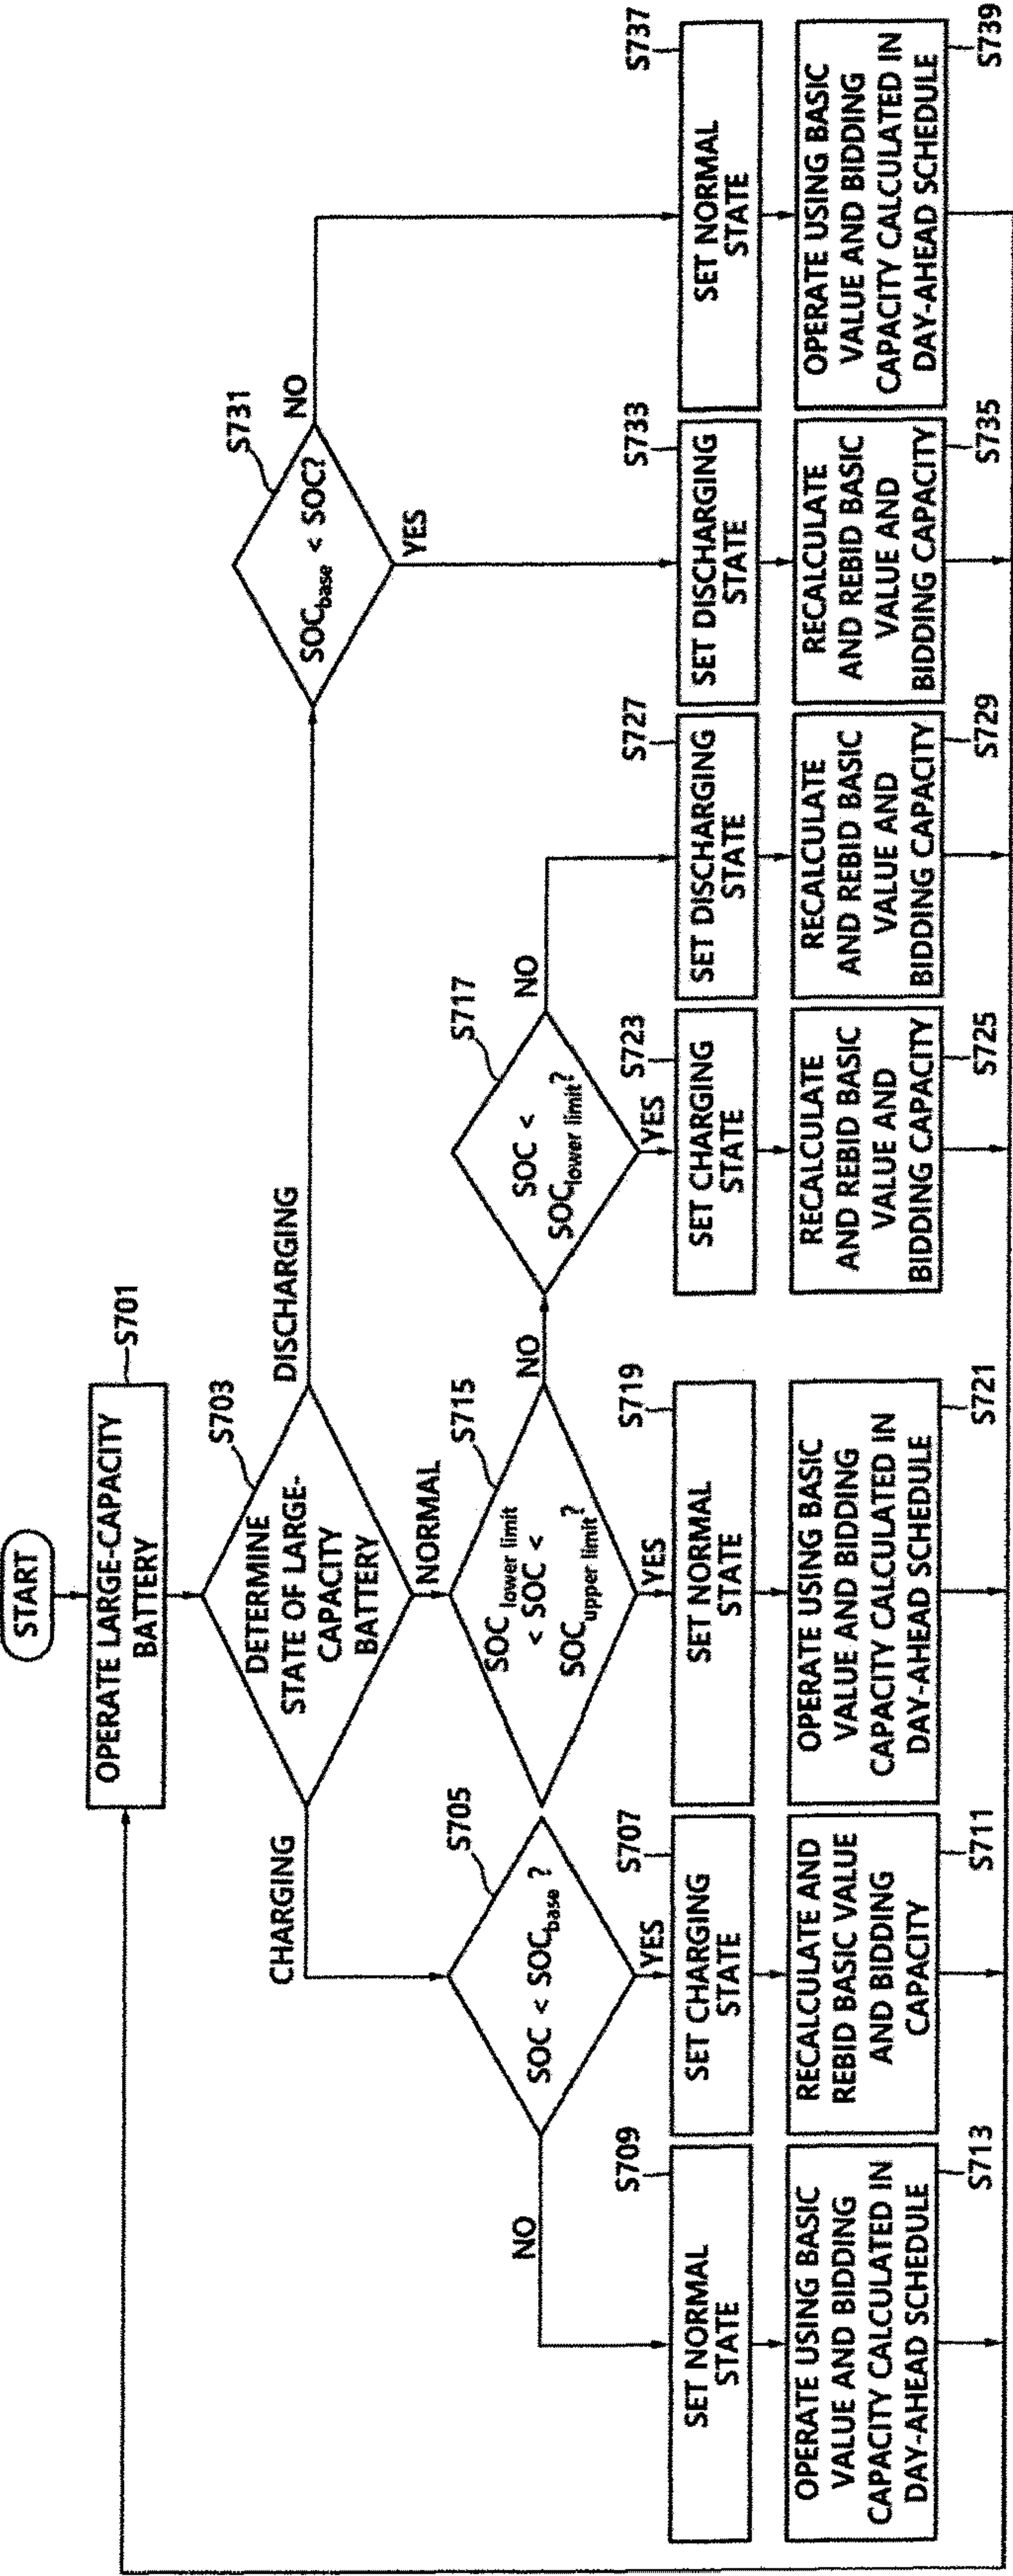 START
S701
OPERATE LARGE-CAPACITY
BATTERY
S703
DETERMINE
STATE OF LARGE-
CAPACITY
BATTERY
CHARGING
NORMAL
DISCHARGING
S705
SOC < SOCbase ?
NO
YES
S709
SET NORMAL
STATE
OPERATE USING BASIC
VALUE AND BIDDING
CAPACITY CALCULATED IN
DAY-AHEAD SCHEDULE
S713
S707
SET CHARGING
STATE
RECALCULATE AND
REBID BASIC VALUE
AND BIDDING
CAPACITY
S711
S715
SOC lower limit
< SOC <
SOCupper limit?
YES
NO
S719
SET NORMAL
STATE
OPERATE USING BASIC
VALUE AND BIDDING
CAPACITY CALCULATED IN
DAY-AHEAD SCHEDULE
S721
S717
SOC <
SOClower limit?
YES
NO
S723
SET CHARGING
STATE
RECALCULATE
AND REBID BASIC
VALUE AND
BIDDING CAPACITY
S725
S727
SET DISCHARGING
STATE
RECALCULATE
AND REBID BASIC
VALUE AND
BIDDING CAPACITY
S729
S731
SOCbase < SOC?
YES
NO
S733
SET DISCHARGING
STATE
RECALCULATE
AND REBID BASIC
VALUE AND
BIDDING CAPACITY
S735
S737
SET NORMAL
STATE
OPERATE USING BASIC
VALUE AND BIDDING
CAPACITY CALCULATED IN
DAY-AHEAD SCHEDULE
S739